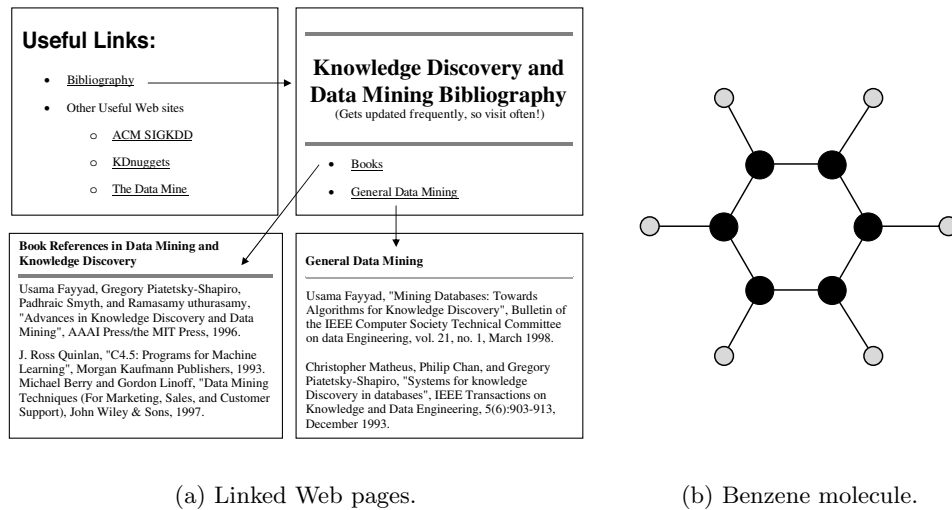 Useful Links:
• Bibliography
• Other Useful Web sites
o ACM SIGKDD
o KDnuggets
o The Data Mine
Knowledge Discovery and
Data Mining Bibliography
(Gets updated frequently, so visit often!)
• Books
• General Data Mining
Book References in Data Mining and
Knowledge Discovery
Usama Fayyad, Gregory Piatetsky-Shapiro,
Padhraic Smyth, and Ramasamy uthurasamy,
"Advances in Knowledge Discovery and Data
Mining", AAAI Press/the MIT Press, 1996.
J. Ross Quinlan, "C4.5: Programs for Machine
Learning", Morgan Kaufmann Publishers, 1993.
Michael Berry and Gordon Linoff, "Data Mining
Techniques (For Marketing, Sales, and Customer
Support), John Wiley & Sons, 1997.
General Data Mining
Usama Fayyad, "Mining Databases: Towards
Algorithms for Knowledge Discovery", Bulletin of
the IEEE Computer Society Technical Committee
on data Engineering, vol. 21, no. 1, March 1998.
Christopher Matheus, Philip Chan, and Gregory
Piatetsky-Shapiro, "Systems for knowledge
Discovery in databases", IEEE Transactions on
Knowledge and Data Engineering, 5(6):903-913,
December 1993.
(a) Linked Web pages.
(b) Benzene molecule.